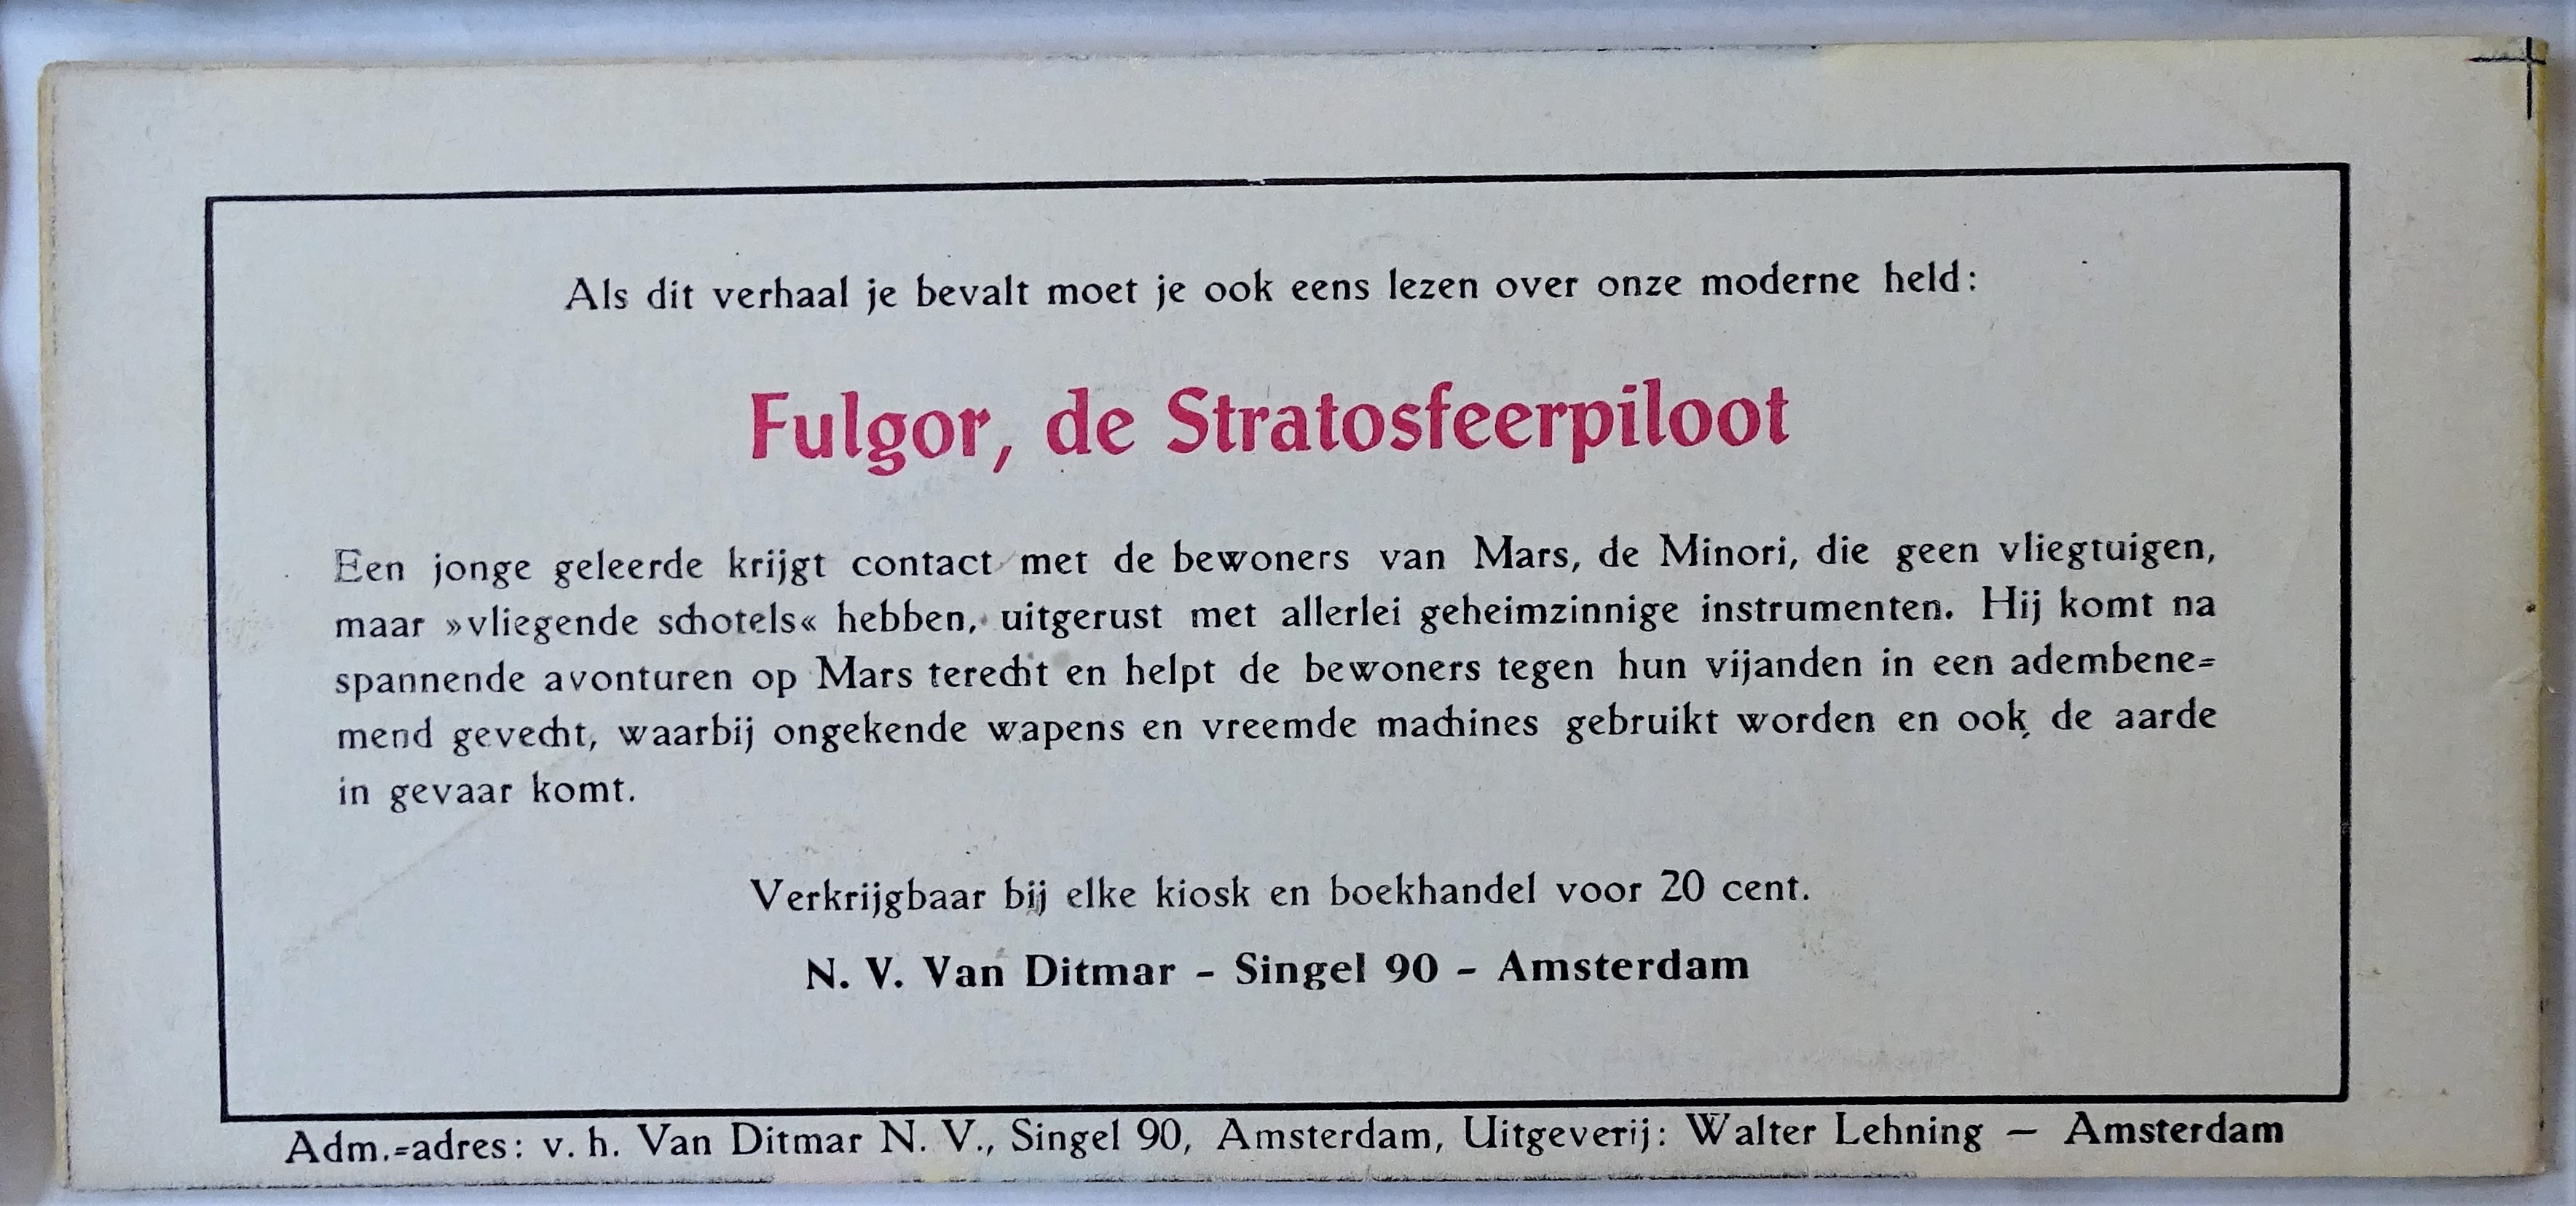 Als dit verhaal je bevalt moet je ook eens lezen over onze moderne held:
Fulgor, de Stratosfeerpiloot
Een jonge geleerde krijgt contact met de bewoners van Mars, de Minori, die geen vliegtuigen,
maar »vliegende schotels« hebben, uitgerust met allerlei geheimzinnige instrumenten. Hij komt na
spannende avonturen op Mars terecht en helpt de bewoners tegen hun vijanden in een adembene=
mend gevecht, waarbij ongekende wapens en vreemde machines gebruikt worden en ook de aarde
in gevaar komt.
Verkrijgbaar bij elke kiosk en boekhandel voor 20 cent.
N. V. Van Ditmar - Singel 90 - Amsterdam
Adm.=adres: v. h. Van Ditmar N. V., Singel 90, Amsterdam, Uitgeverij: Walter Lehning — Amsterdam